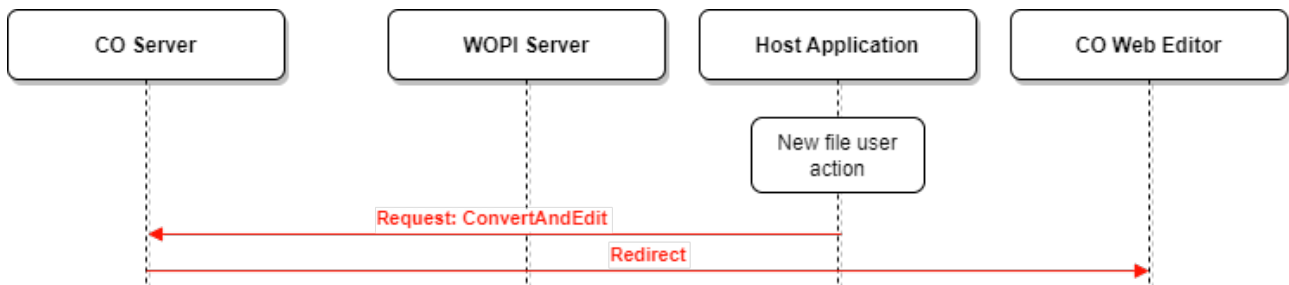 CO Server
WOPI Server
Host Application
CO Web Editor
New file user
action
Request: ConvertAndEdit
Redirect